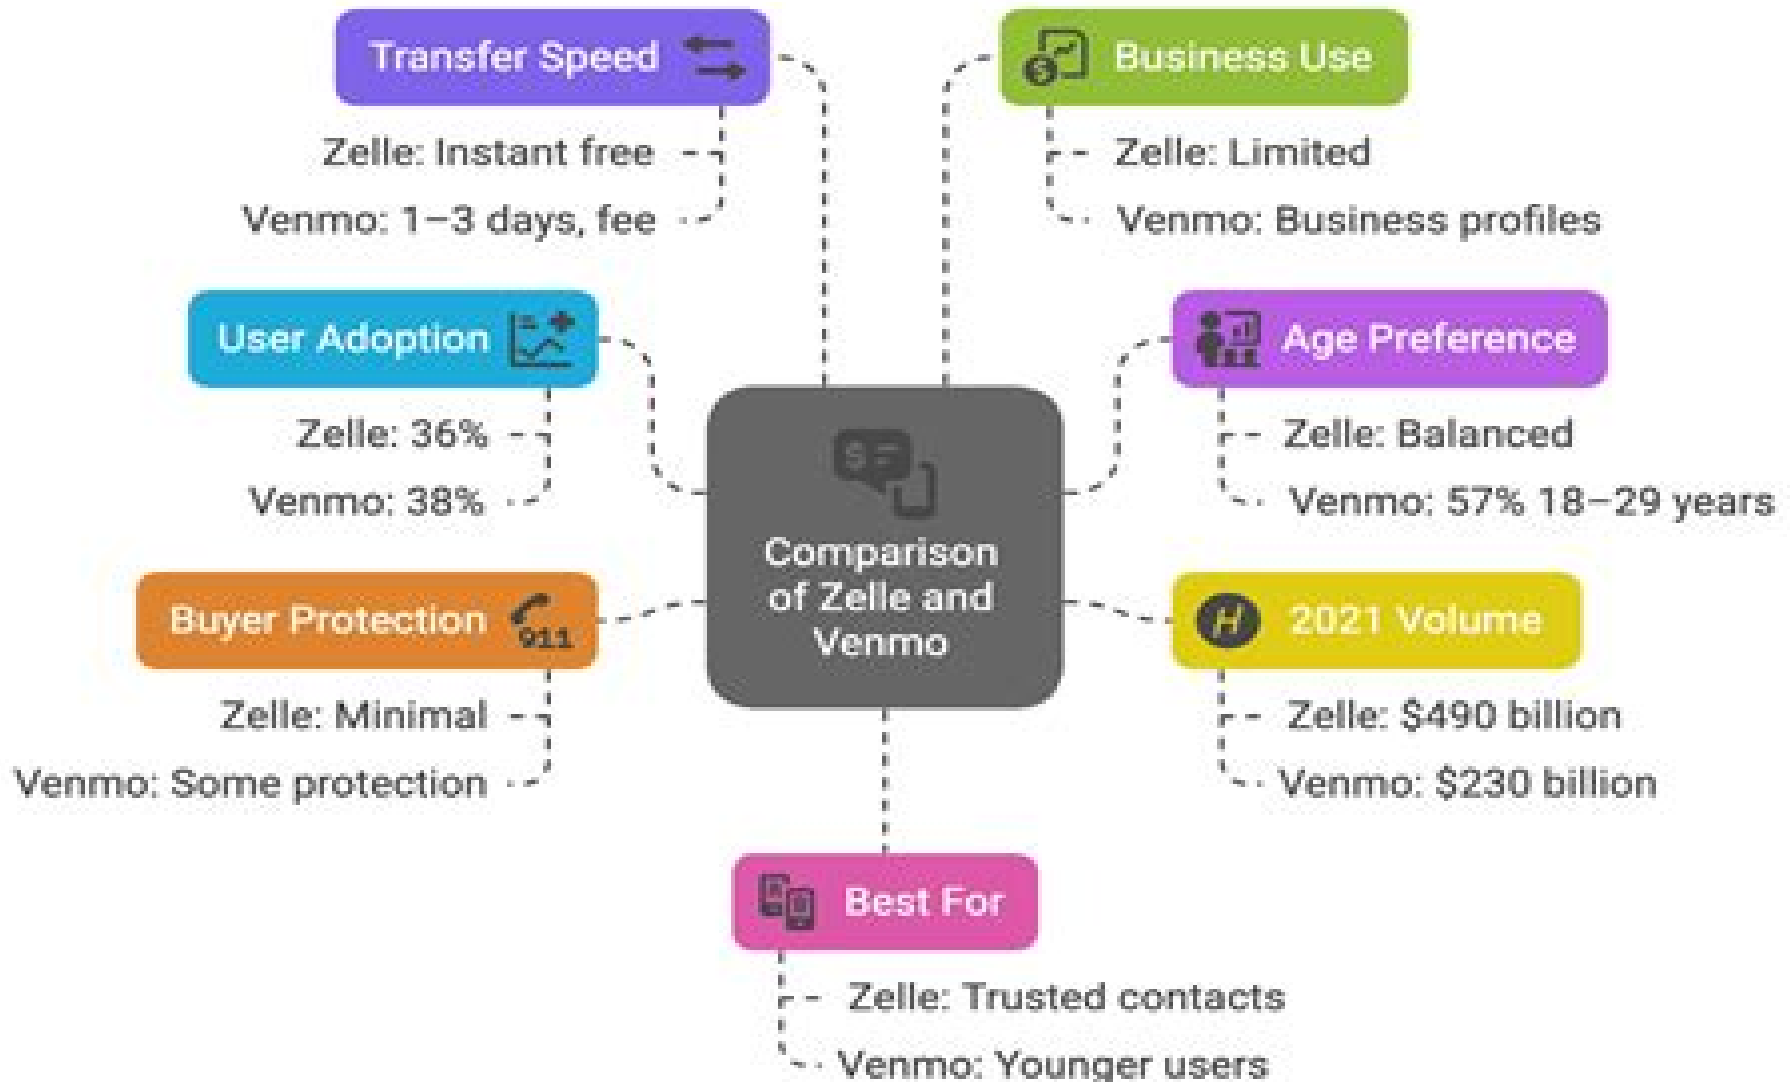 Transfer Speed
Zelle: Instant free
Venmo: 1–3 days, fee
Business Use
Zelle: Limited
Venmo: Business profiles
User Adoption
Zelle: 36%
Venmo: 38%
Age Preference
Zelle: Balanced
Venmo: 57% 18–29 years
$
Comparison
of Zelle and
Venmo
Buyer Protection
911
Zelle: Minimal
Venmo: Some protection
H
2021 Volume
Zelle: $490 billion
Venmo: $230 billion
Best For
Zelle: Trusted contacts
Venmo: Younger users